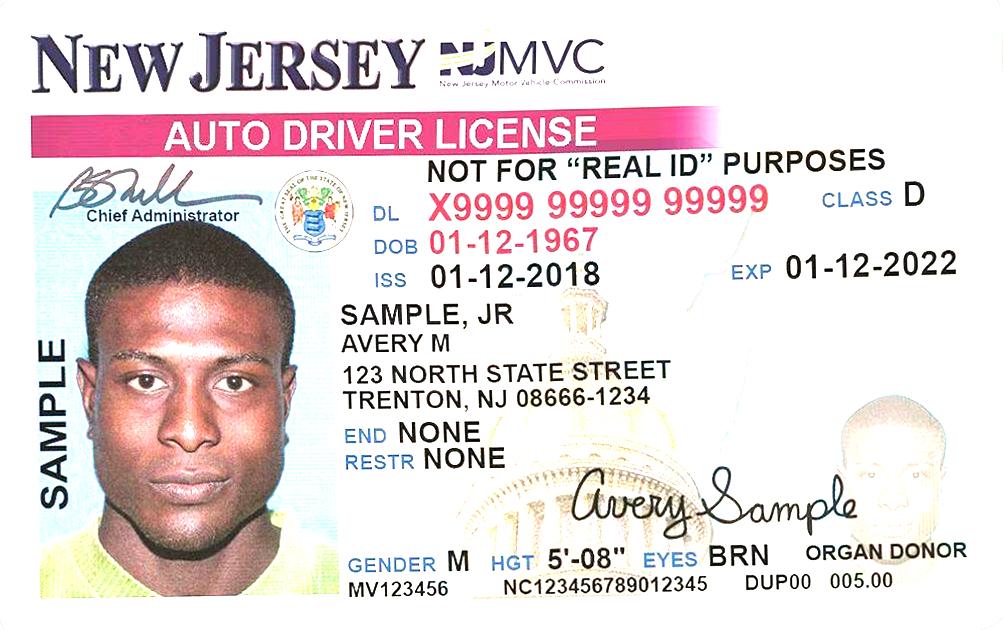 NEW JERSEY NJMVC
New Jersey Motor Vehicle Commission
AUTO DRIVER LICENSE
NOT FOR “REAL ID” PURPOSES
Chief Administrator
DL X9999 99999 99999 CLASS D
DOB 01-12-1967
ISS 01-12-2018 EXP 01-12-2022
SAMPLE, JR
AVERY M
123 NORTH STATE STREET
TRENTON, NJ 08666-1234
END NONE
RESTR NONE
SAMPLE
Avery Sample
GENDER M HGT 5'-08" EYES BRN ORGAN DONOR
MV123456 NC123456789012345 DUP00 005.00